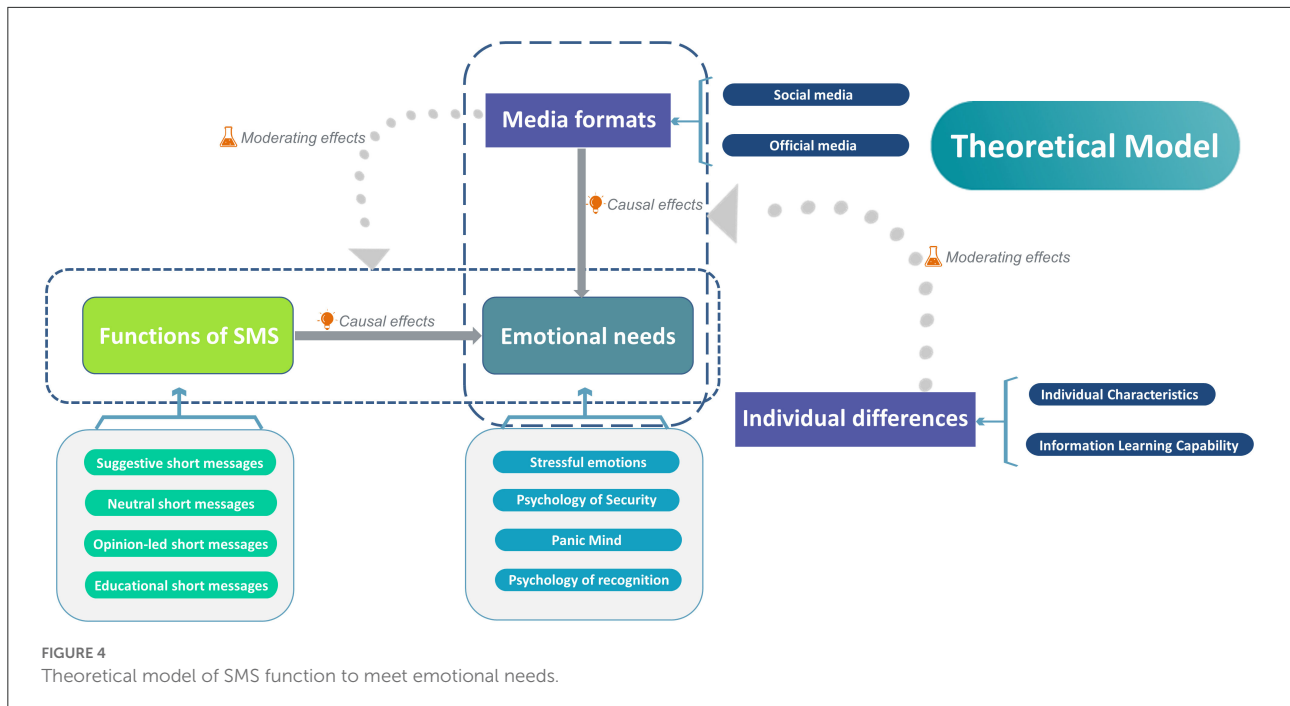 Media formats
Social media
Official media
Theoretical Model
Moderating effects
Causal effects
Moderating effects
Functions of SMS
Causal effects
Emotional needs
Individual differences
Individual Characteristics
Information Learning Capability
Suggestive short messages
Neutral short messages
Opinion-led short messages
Educational short messages
Stressful emotions
Psychology of Security
Panic Mind
Psychology of recognition
FIGURE 4
Theoretical model of SMS function to meet emotional needs.